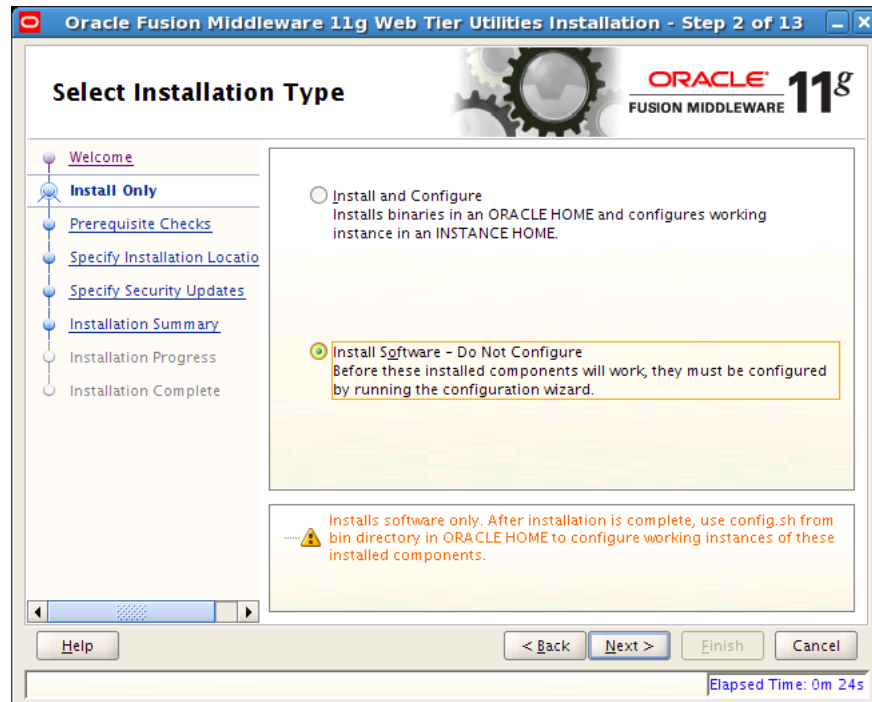 Oracle Fusion Middleware 11g Web Tier Utilities Installation - Step 2 of 13
Select Installation Type
ORACLE
FUSION MIDDLEWARE
11g
Welcome
Install Only
Prerequisite Checks
Specify Installation Locatio
Specify Security Updates
Installation Summary
Installation Progress
Installation Complete
Install and Configure
Installs binaries in an ORACLE HOME and configures working
instance in an INSTANCE HOME.
Install Software - Do Not Configure
Before these installed components will work, they must be configured
by running the configuration wizard.
Installs software only. After installation is complete, use config.sh from
bin directory in ORACLE HOME to configure working instances of these
installed components.
Help
< Back
Next >
Finish
Cancel
Elapsed Time: 0m 24s